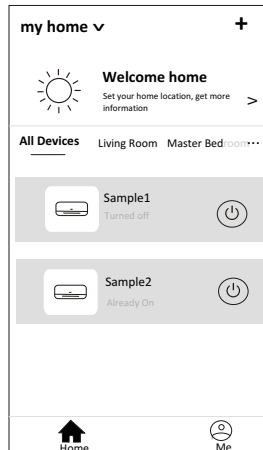 my home
+
Welcome home
Set your home location, get more
information
>
All Devices Living Room Master Bedroom ···
Sample1
Turned off
Sample2
Already On
Home Me